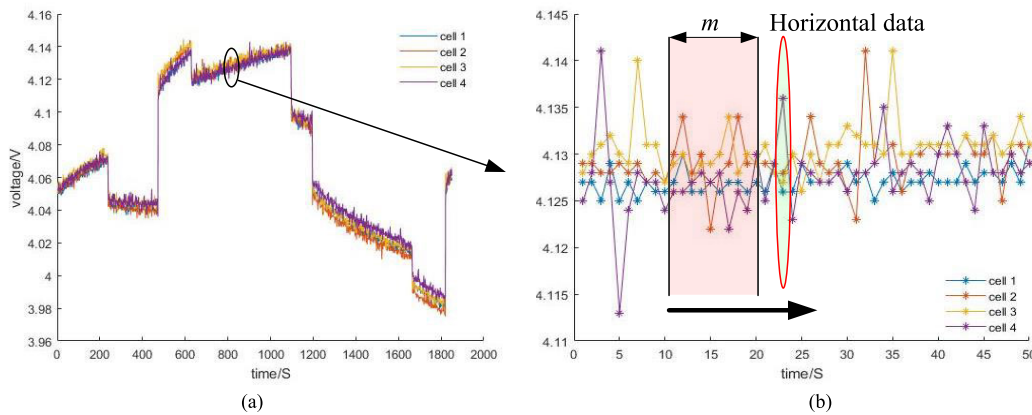 4.16
4.14
4.12
4.1
4.08
4.06
4.04
4.02
4
3.98
3.96
voltage/V
0
200
400
600
800
1000
1200
1400
1600
1800
2000
time/S
cell 1
cell 2
cell 3
cell 4
(a)
m
Horizontal data
4.145
4.14
4.135
4.13
4.125
4.12
4.115
4.11
0
5
10
15
20
25
30
35
40
45
50
time/S
cell 1
cell 2
cell 3
cell 4
(b)